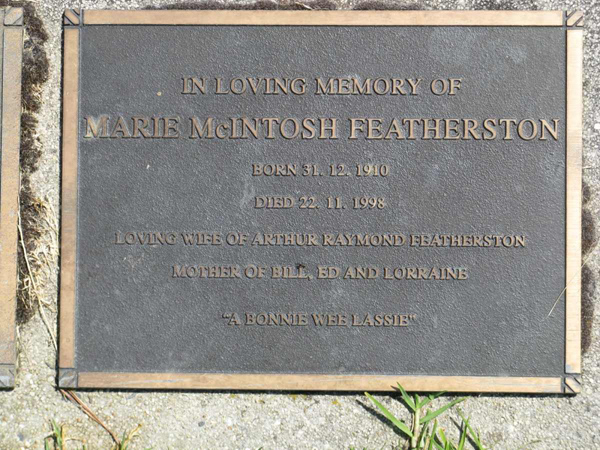 IN LOVING MEMORY OF
MARIE McINTOSH FEATHERSTON
BORN 31. 12. 1910
DIED 22. 11. 1998
LOVING WIFE OF ARTHUR RAYMOND FEATHERSTON
MOTHER OF BILL, ED AND LORRAINE
"A BONNIE WEE LASSIE"